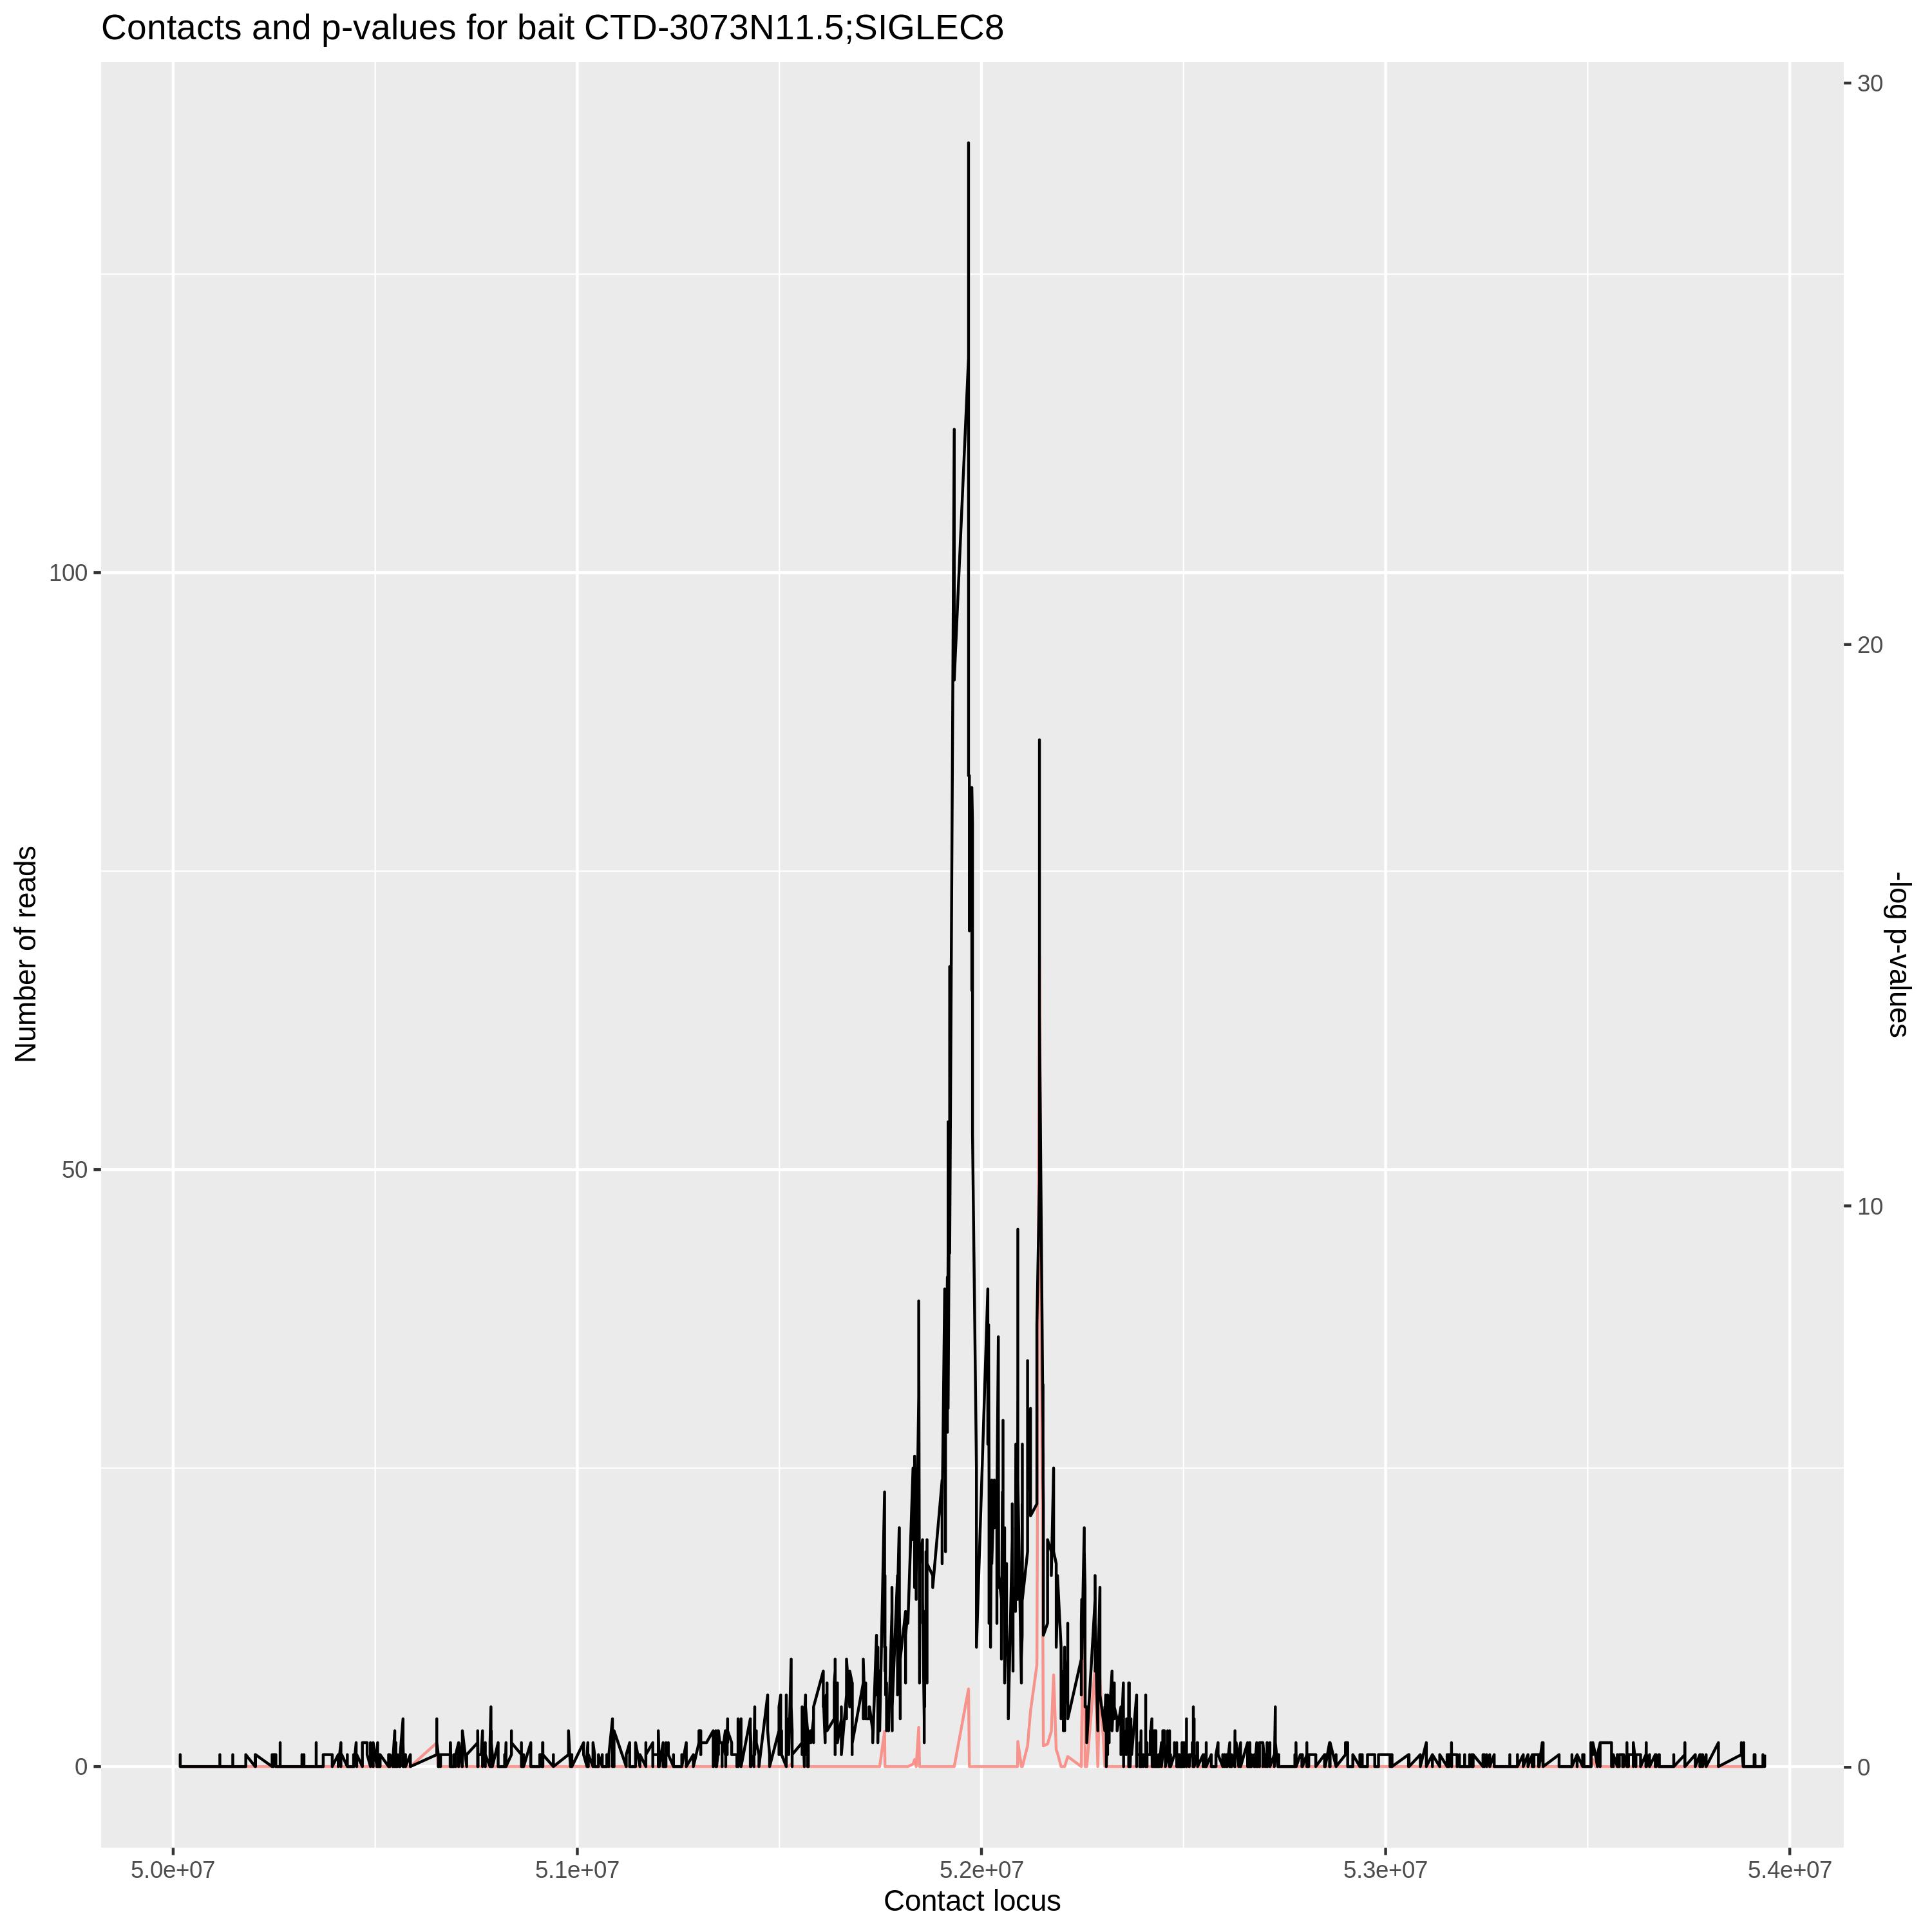 Contacts and p-values for bait CTD-3073N11.5;SIGLEC8
Number of reads
100
50
0
30
20
10
0
-log p-values
5.0e+07
5.1e+07
5.2e+07
5.3e+07
5.4e+07
Contact locus